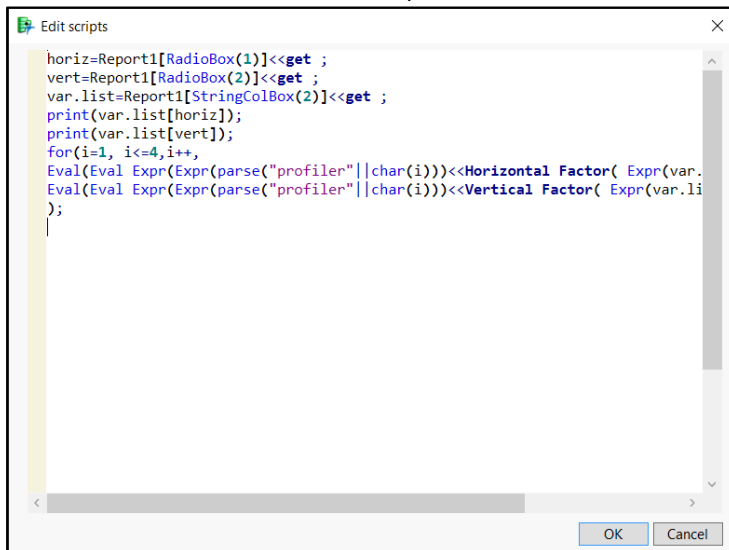 Edit scripts
horiz=Report1[RadioBox(1)]<<get ;
vert=Report1[RadioBox(2)]<<get ;
var.list=Report1[StringColBox(2)]<<get ;
print(var.list[horiz]);
print(var.list[vert]);
for(i=1, i<=4,i++,
Eval(Eval Expr(Expr(parse("profiler"||char(i)))<<Horizontal Factor( Expr(var.
Eval(Eval Expr(Expr(parse("profiler"||char(i)))<<Vertical Factor( Expr(var.li
);
OK Cancel